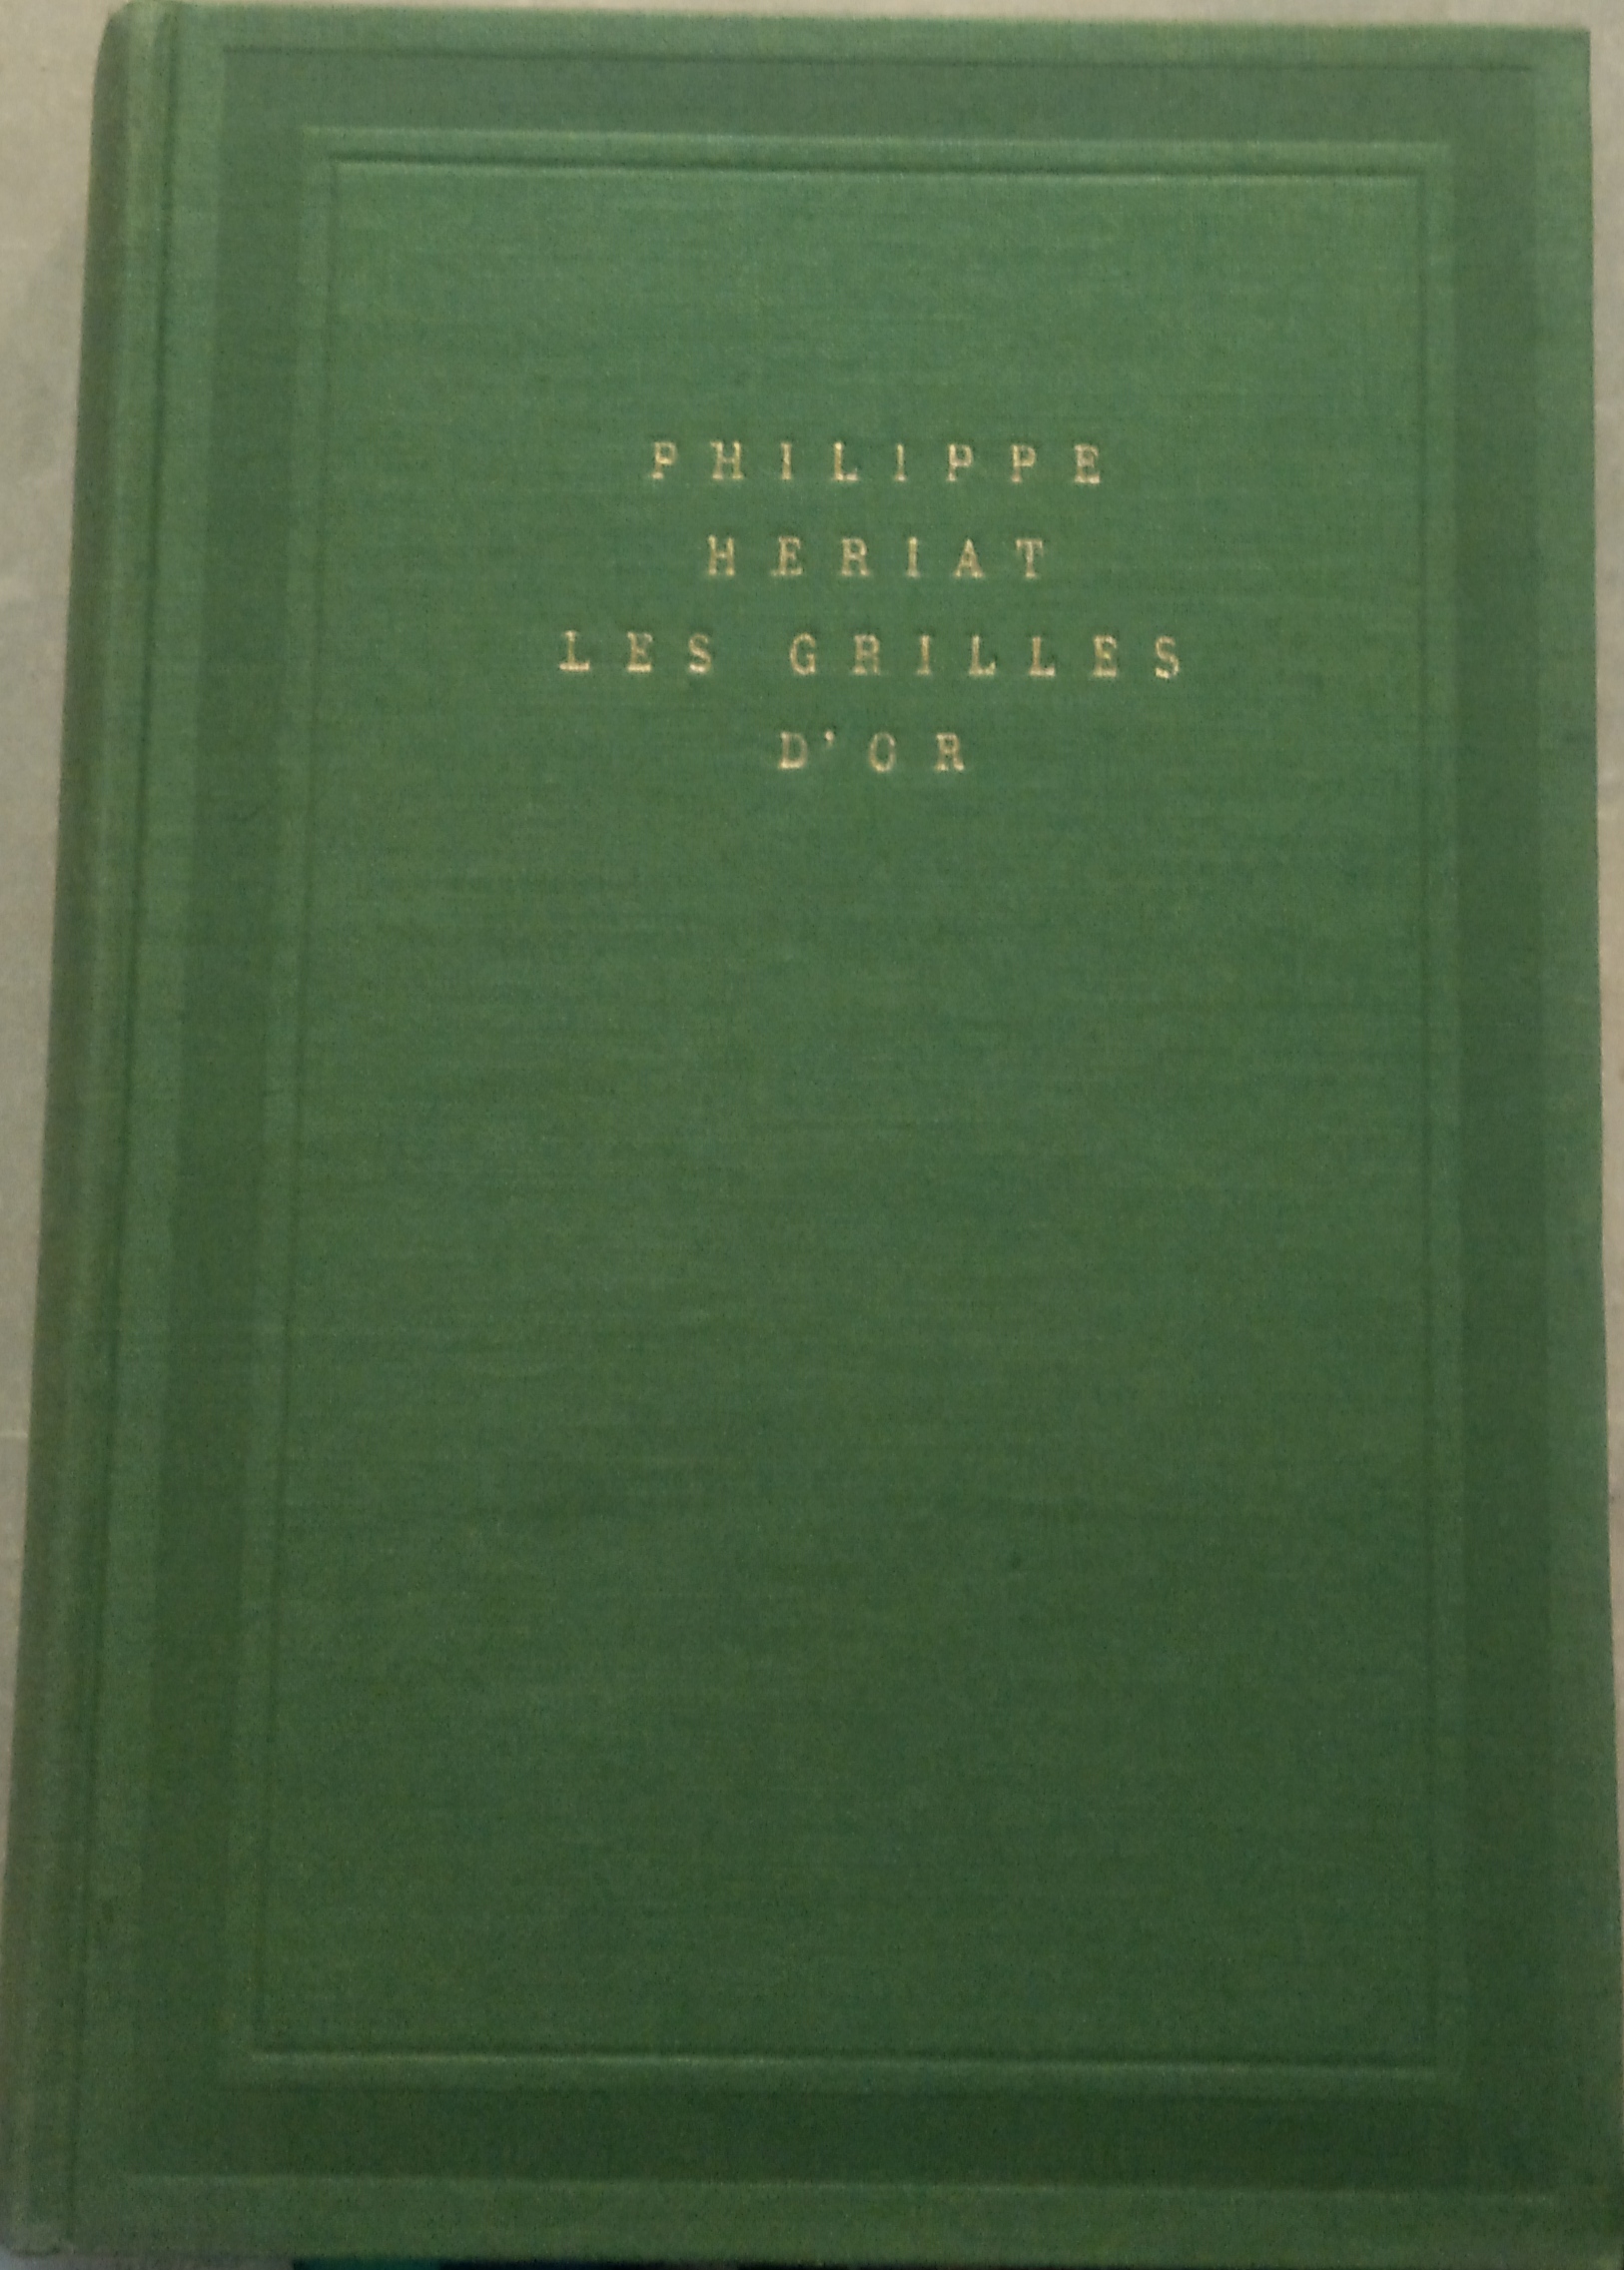 PHILIPPE
HERIAT
LES GRILLES
D'OR